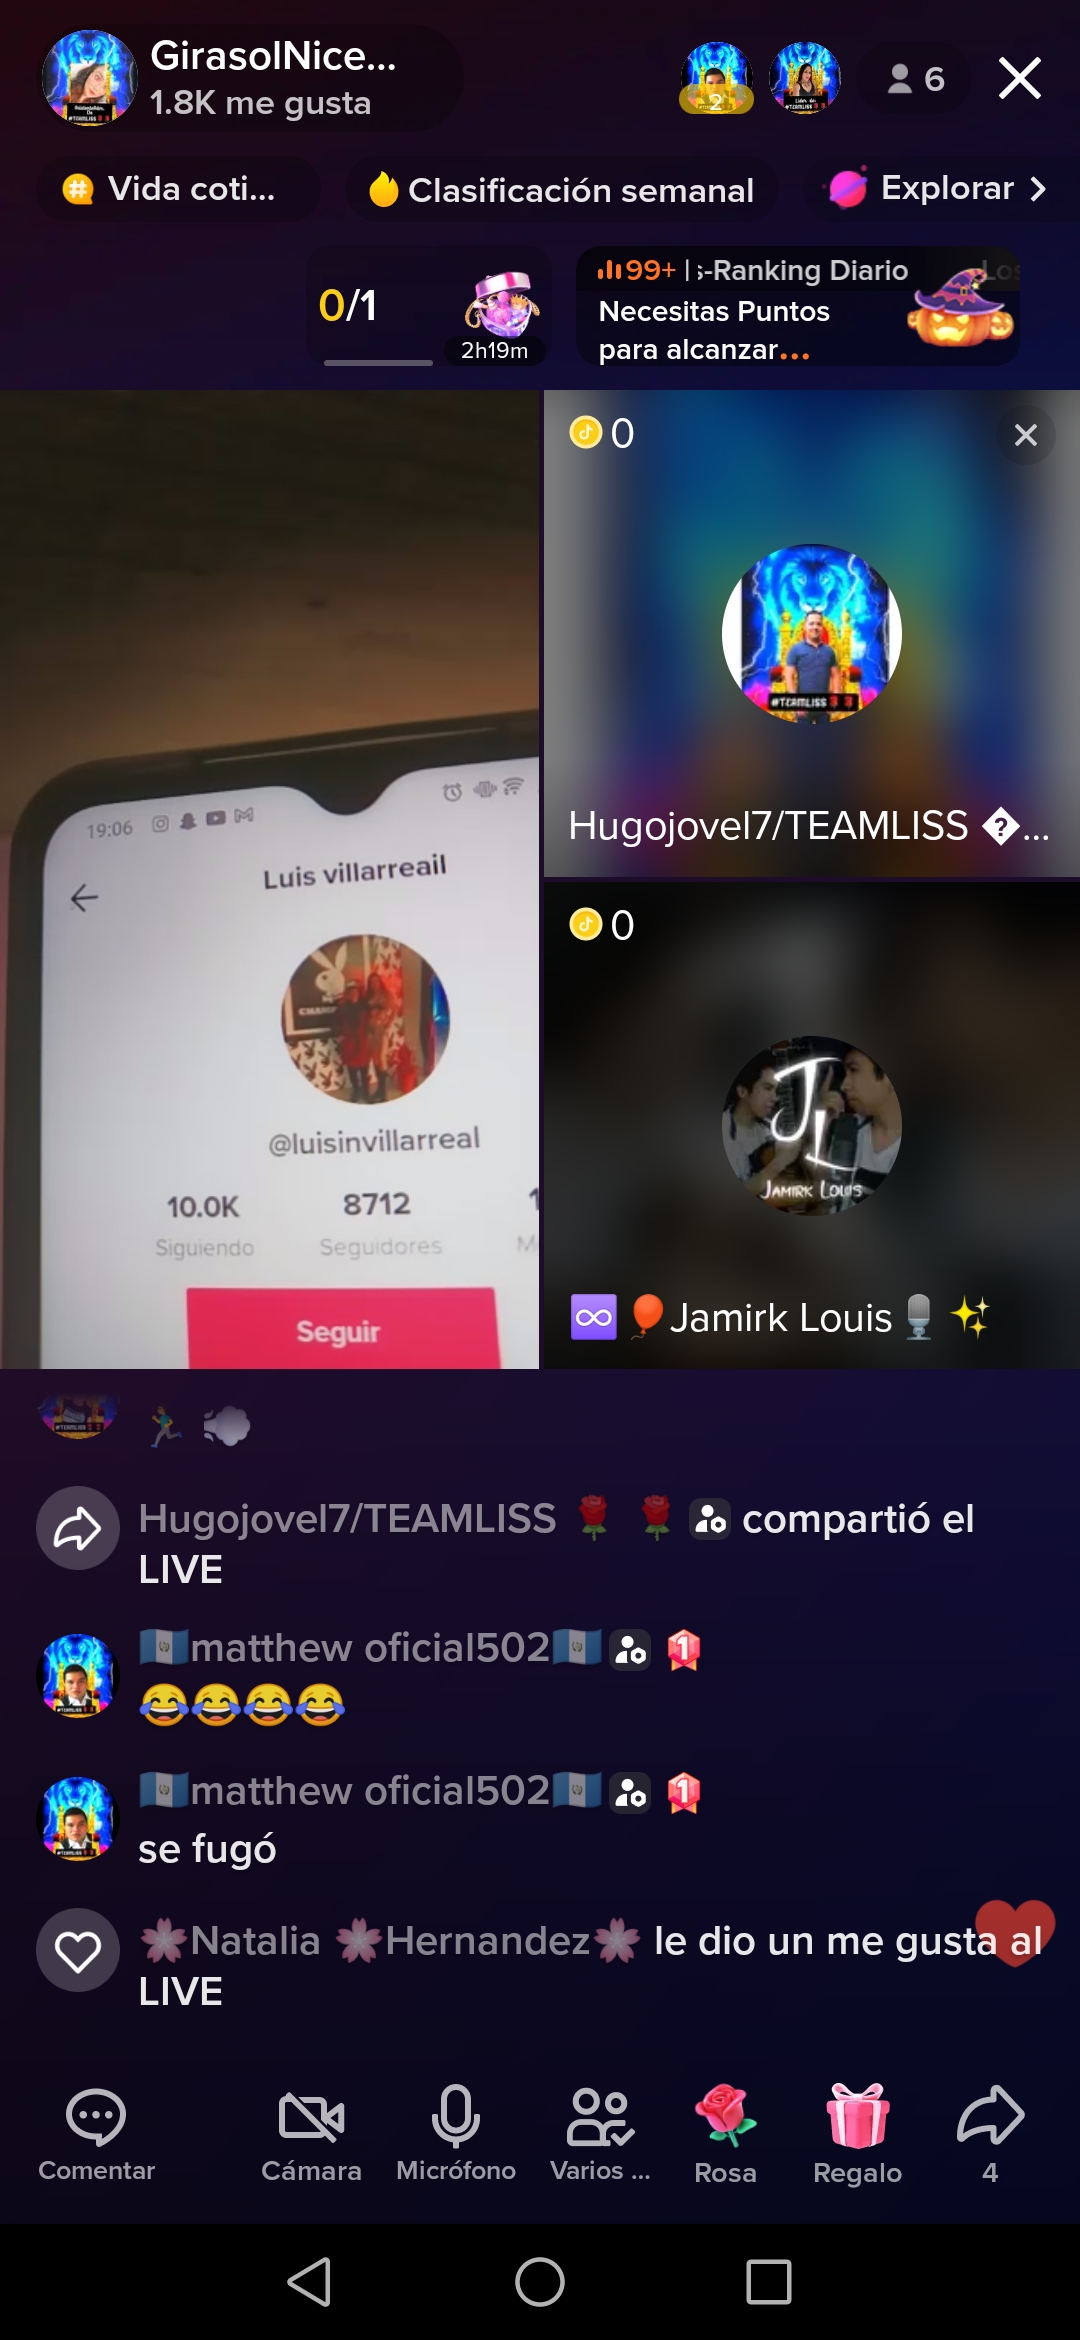 GirasolNice...
1.8K me gusta
2
6
Vida coti...
Clasificación semanal
Explorar
0/1
2h19m
99+ | s-Ranking Diario Los
Necesitas Puntos
para alcanzar...
0
#TEAMLISS
Hugojovel7/TEAMLISS �...
19:06
Luis villarreail
@luisinvillarreal
10.0K
8712
Siguiendo
Seguidores
Seguir
0
JL
JAMIRK LOUIS
♾️🎈Jamirk Louis🎙️✨
🏃‍♂️💨
Hugojovel7/TEAMLISS 🌹 🌹 compartió el
LIVE
🇬🇹matthew oficial502🇬🇹 1
😂😂😂😂
🇬🇹matthew oficial502🇬🇹 1
se fugó
🌸Natalia 🌸Hernandez🌸 le dio un me gusta al
LIVE
Comentar
Cámara
Micrófono
Varios ...
Rosa
Regalo
4